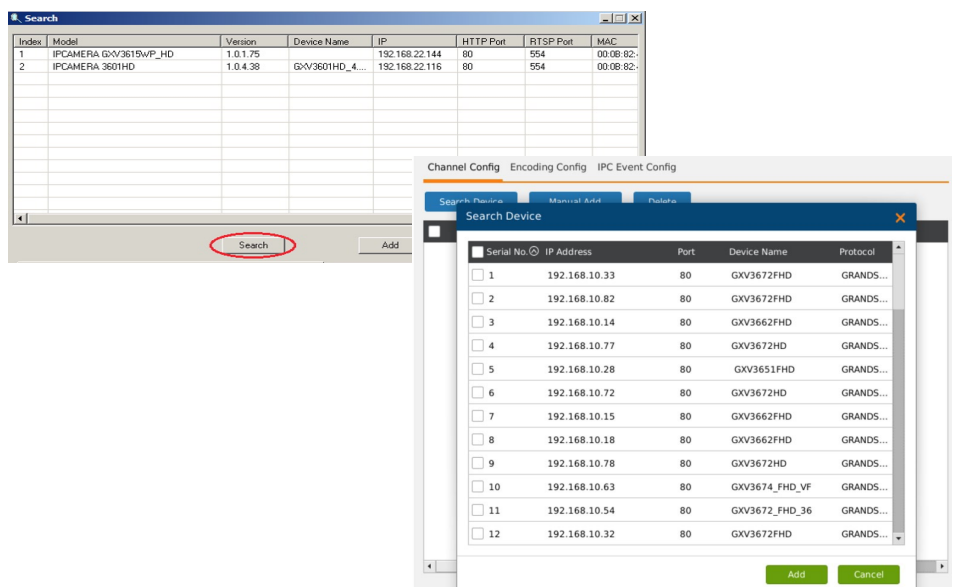 Search
Index Model Version Device Name IP HTTP Port RTSP Port MAC
1 IPCAMERA GXV3615WP_HD 1.0.1.75 192.168.22.144 80 554 00:0B:82:
2 IPCAMERA 3601HD 1.0.4.38 GXV3601HD_4.... 192.168.22.116 80 554 00:0B:82:
Search Add
Channel Config Encoding Config IPC Event Config
Search Device Manual Add Delete
Search Device
Serial No. IP Address Port Device Name Protocol
1 192.168.10.33 80 GXV3672FHD GRANDS...
2 192.168.10.82 80 GXV3672FHD GRANDS...
3 192.168.10.14 80 GXV3662FHD GRANDS...
4 192.168.10.77 80 GXV3672HD GRANDS...
5 192.168.10.28 80 GXV3651FHD GRANDS...
6 192.168.10.72 80 GXV3672HD GRANDS...
7 192.168.10.15 80 GXV3662FHD GRANDS...
8 192.168.10.18 80 GXV3662FHD GRANDS...
9 192.168.10.78 80 GXV3672HD GRANDS...
10 192.168.10.63 80 GXV3674_FHD_VF GRANDS...
11 192.168.10.54 80 GXV3672_FHD_36 GRANDS...
12 192.168.10.32 80 GXV3672FHD GRANDS...
Add Cancel